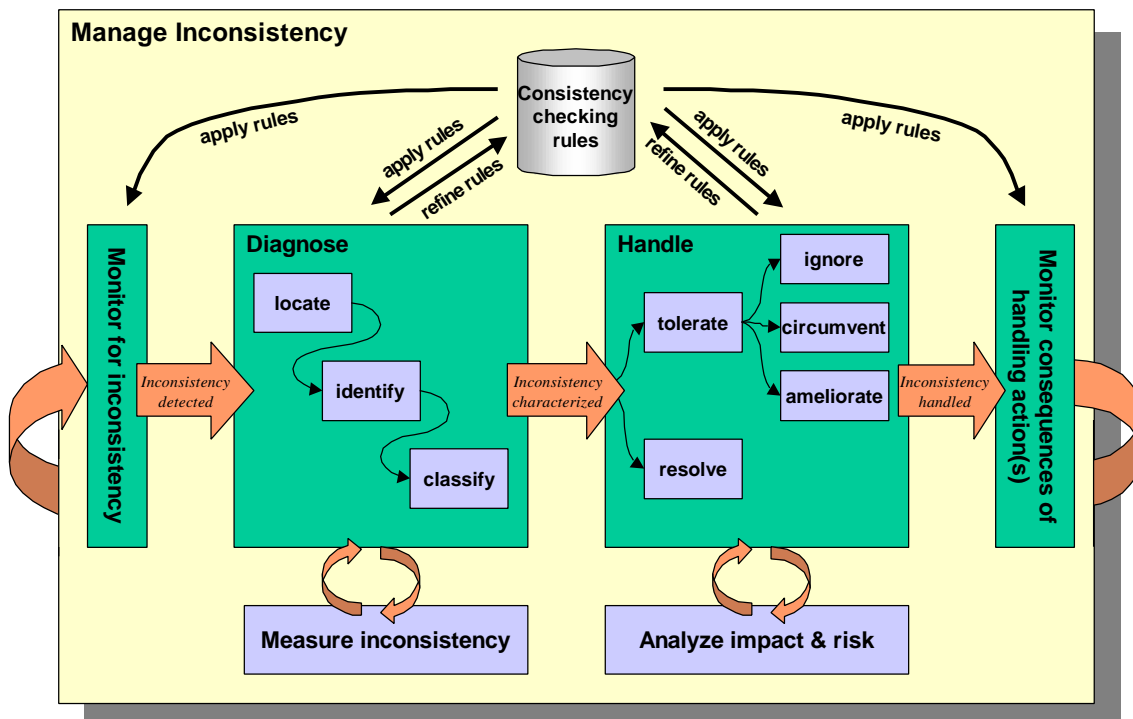 Manage Inconsistency
Consistency
checking
rules
apply rules
apply rules
refine rules
apply rules
refine rules
apply rules
Monitor for inconsistency
Inconsistency
detected
Diagnose
locate
identify
classify
Inconsistency
characterized
Handle
tolerate
resolve
ignore
circumvent
ameliorate
Inconsistency
handled
Monitor consequences of
handling action(s)
Measure inconsistency
Analyze impact & risk